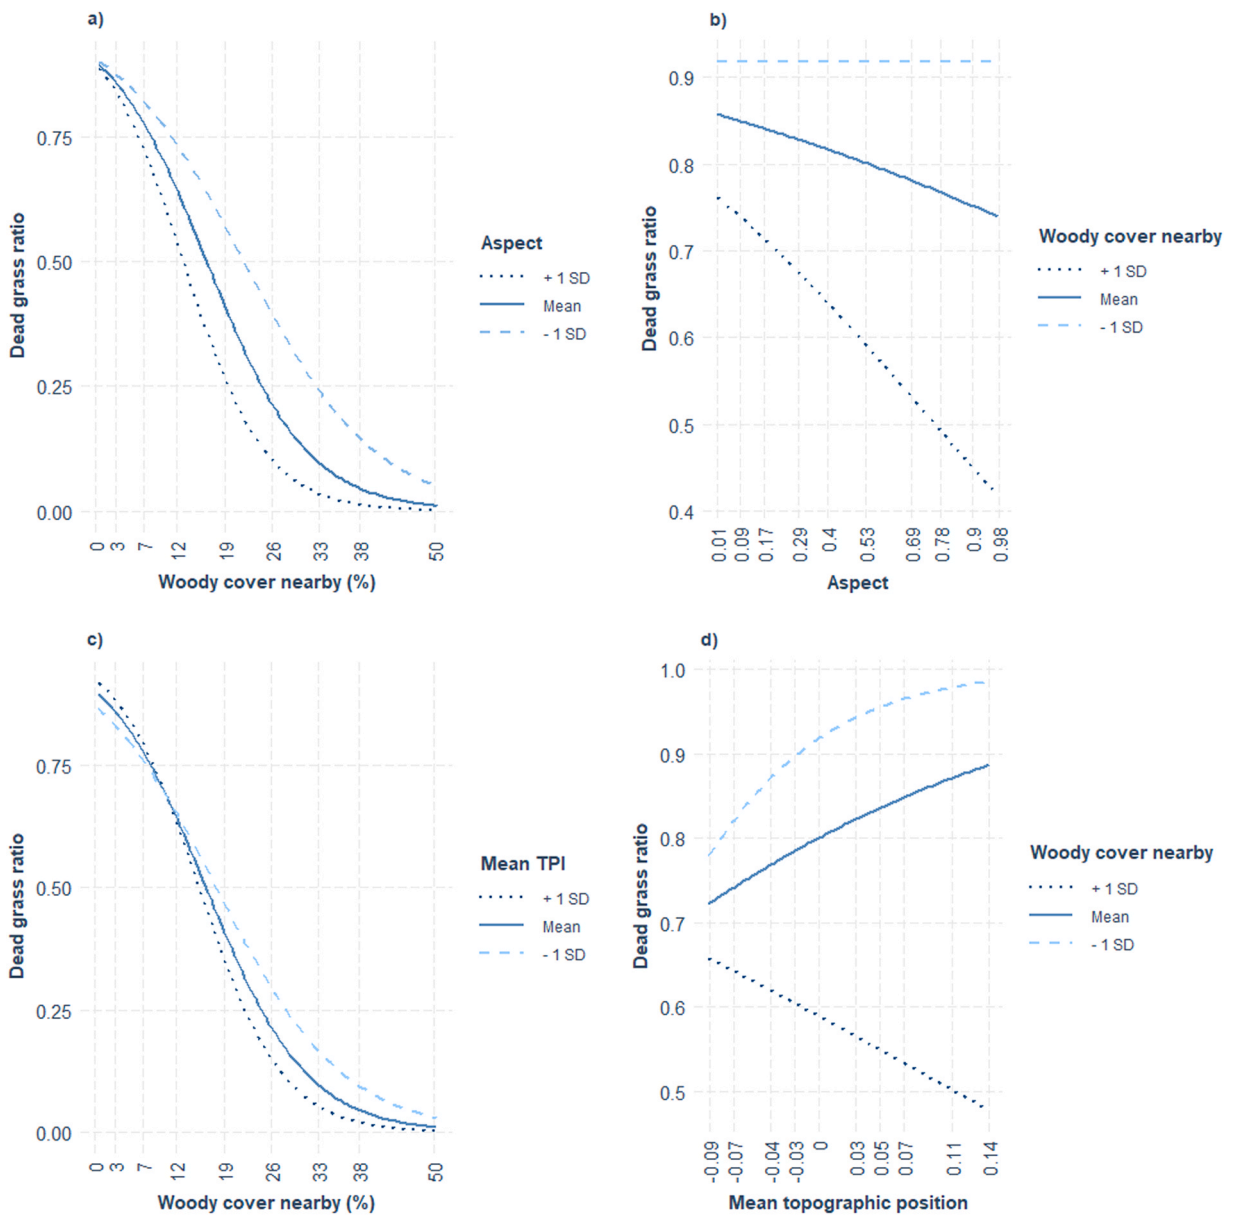 a)
Dead grass ratio
0.75
0.50
0.25
0.00
0 3 7 12 19 26 33 38 50
Woody cover nearby (%)
Aspect
+ 1 SD
Mean
- 1 SD
b)
Dead grass ratio
0.9
0.8
0.7
0.6
0.5
0.4
0.01 0.09 0.17 0.29 0.4 0.53 0.69 0.78 0.9 0.98
Aspect
Woody cover nearby
+ 1 SD
Mean
- 1 SD
c)
Dead grass ratio
0.75
0.50
0.25
0.00
0 3 7 12 19 26 33 38 50
Woody cover nearby (%)
Mean TPI
+ 1 SD
Mean
- 1 SD
d)
Dead grass ratio
1.0
0.9
0.8
0.7
0.6
0.5
-0.09 -0.07 -0.04 -0.03 0 0.03 0.05 0.07 0.11 0.14
Mean topographic position
Woody cover nearby
+ 1 SD
Mean
- 1 SD